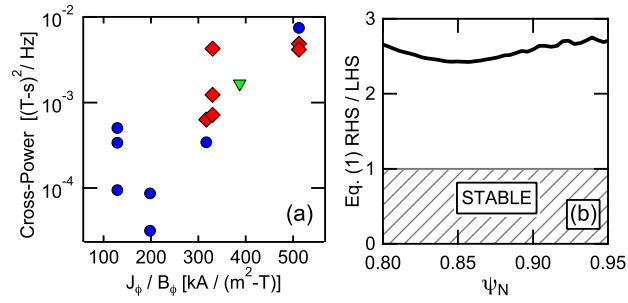 Cross-Power [(T-s)²/ Hz]
10⁻²
10⁻³
10⁻⁴
(a)
100 200 300 400 500
J_ϕ / B_ϕ [kA / (m²-T)]
Eq. (1) RHS / LHS
3
2
1
0
STABLE
(b)
0.80 0.85 0.90 0.95
ψ_N